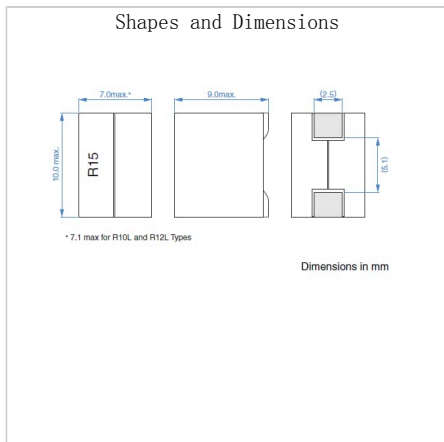 Shapes and Dimensions
7.0max.*
9.0max.
(2.5)
10.0 max.
R15
(5.1)
* 7.1 max for R10L and R12L Types
Dimensions in mm